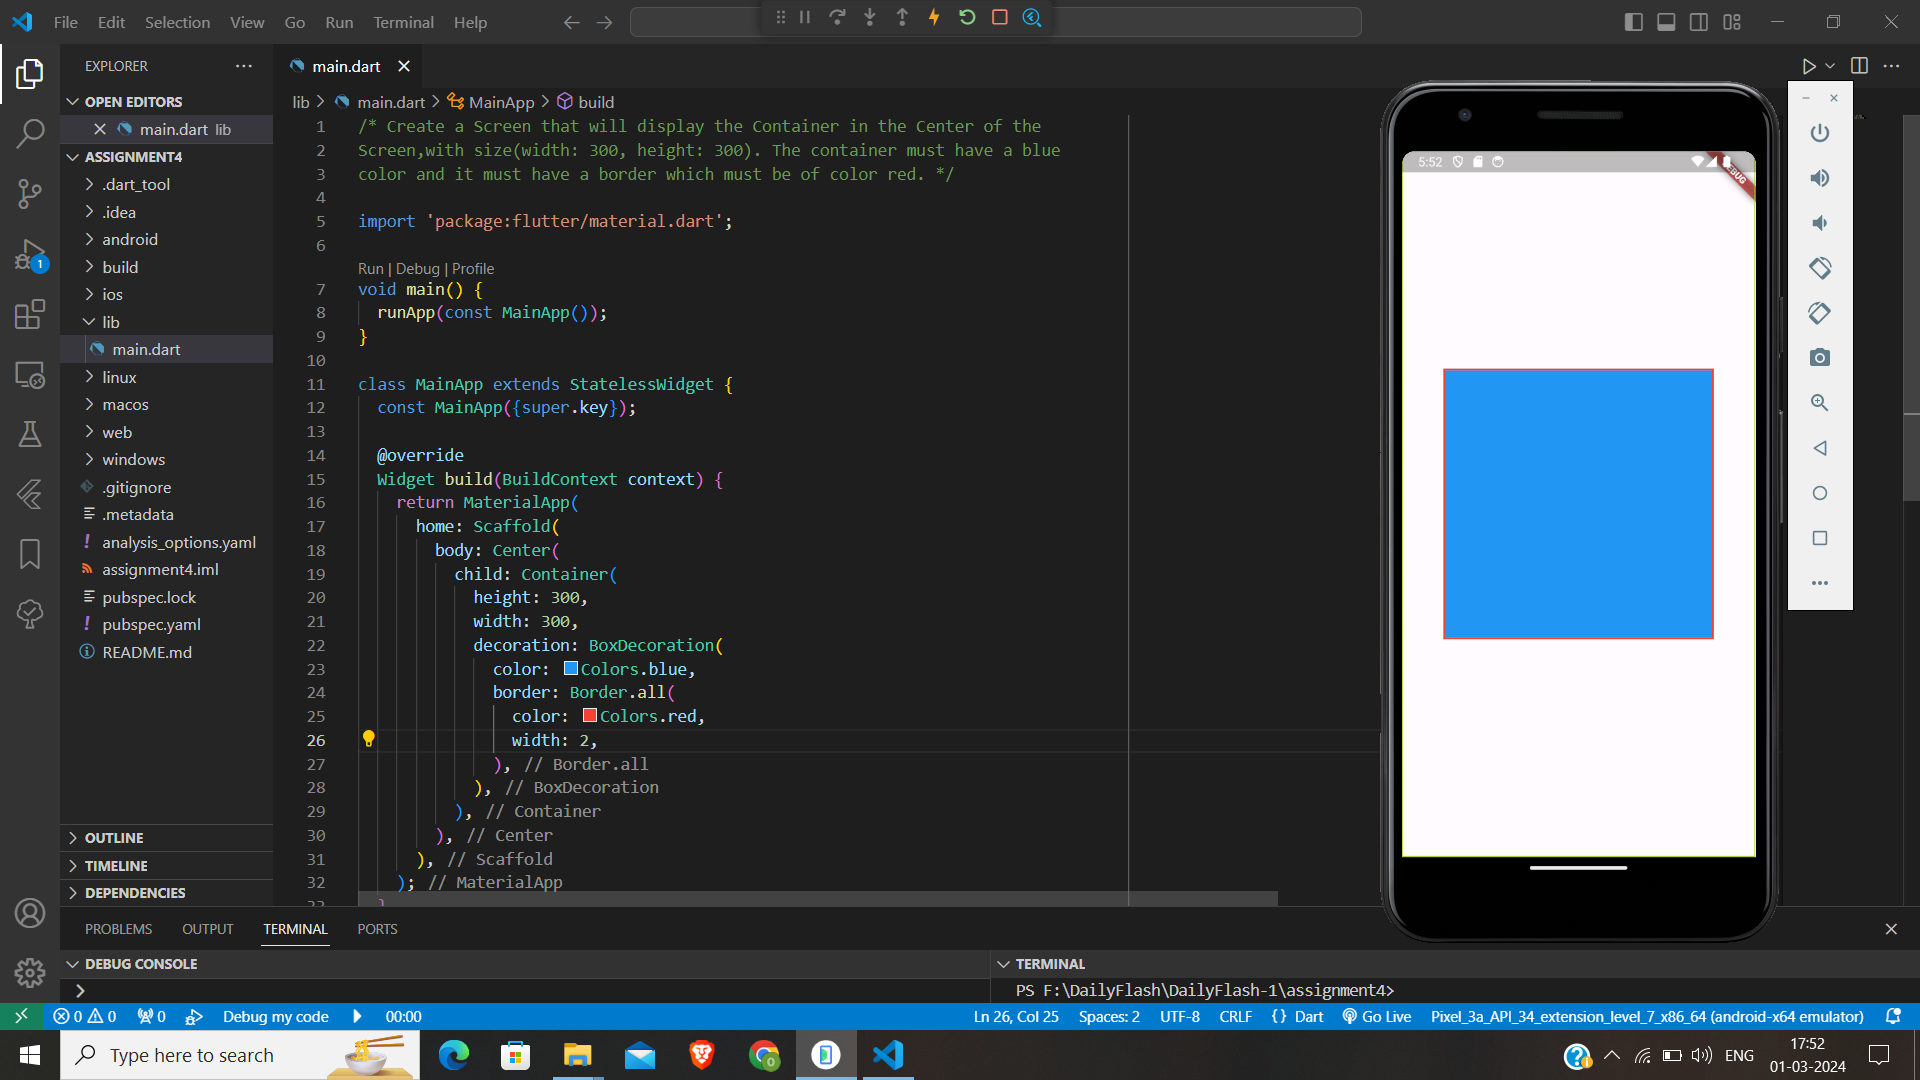 File Edit Selection View Go Run Terminal Help
EXPLORER
OPEN EDITORS
main.dart lib
ASSIGNMENT4
.dart_tool
.idea
android
build
ios
lib
main.dart
linux
macos
web
windows
.gitignore
.metadata
analysis_options.yaml
assignment4.iml
pubspec.lock
pubspec.yaml
README.md
OUTLINE
TIMELINE
DEPENDENCIES
1
main.dart
lib > main.dart > MainApp > build
1 /* Create a Screen that will display the Container in the Center of the
2 Screen,with size(width: 300, height: 300). The container must have a blue
3 color and it must have a border which must be of color red. */
4
5 import 'package:flutter/material.dart';
6
Run | Debug | Profile
7 void main() {
8 runApp(const MainApp());
9 }
10
11 class MainApp extends StatelessWidget {
12 const MainApp({super.key});
13
14 @override
15 Widget build(BuildContext context) {
16 return MaterialApp(
17 home: Scaffold(
18 body: Center(
19 child: Container(
20 height: 300,
21 width: 300,
22 decoration: BoxDecoration(
23 color: Colors.blue,
24 border: Border.all(
25 color: Colors.red,
26 width: 2,
27 ), // Border.all
28 ), // BoxDecoration
29 ), // Container
30 ), // Center
31 ), // Scaffold
32 ); // MaterialApp
5:52
PROBLEMS OUTPUT TERMINAL PORTS
DEBUG CONSOLE
>
TERMINAL
PS F:\DailyFlash\DailyFlash-1\assignment4>
0 0 0 Debug my code 00:00 Ln 26, Col 25 Spaces: 2 UTF-8 CRLF {} Dart Go Live Pixel_3a_API_34_extension_level_7_x86_64 (android-x64 emulator)
Type here to search
ENG
17:52
01-03-2024